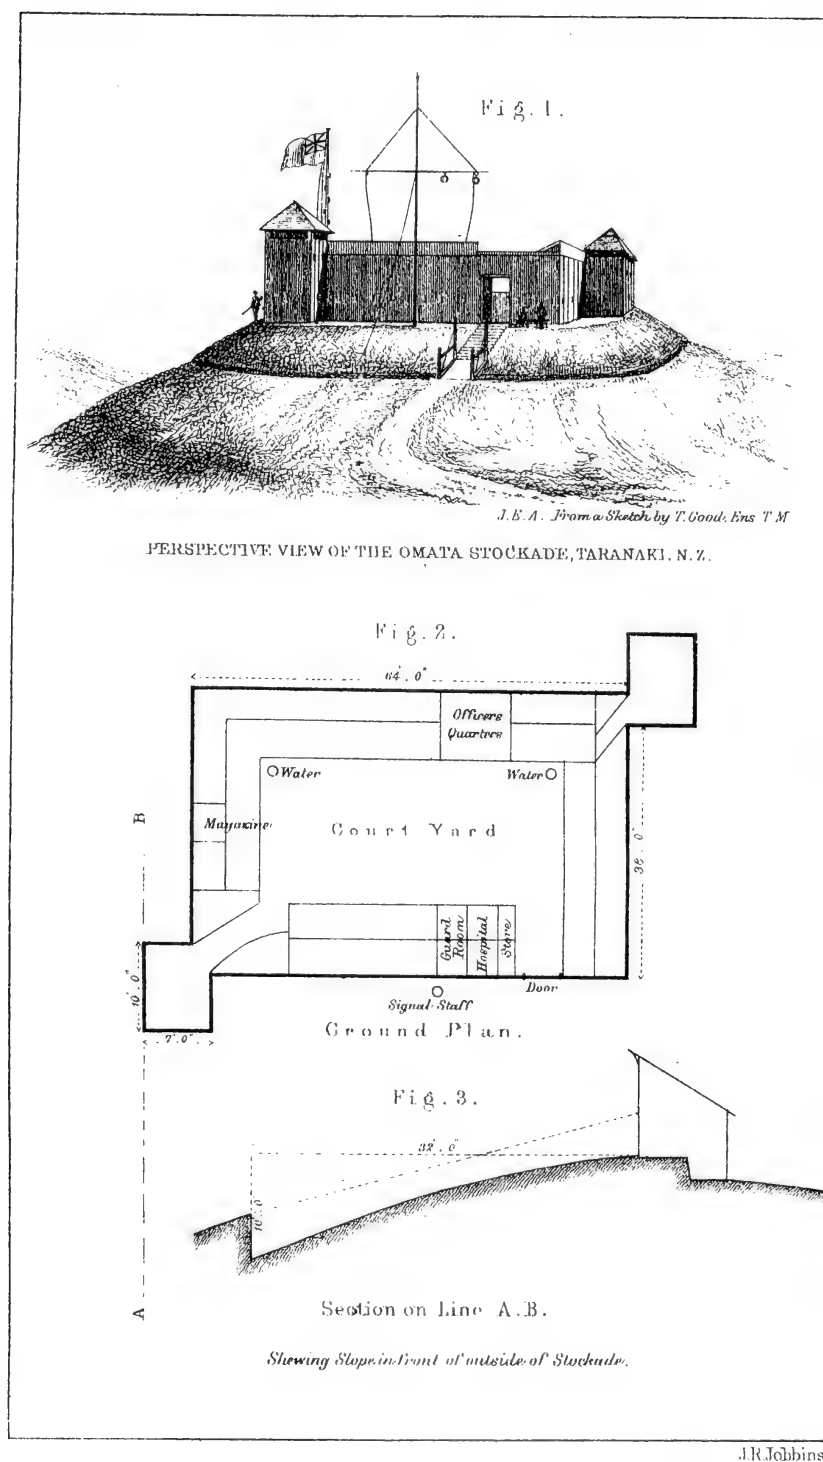 Fig. 1.
J.E.A. From a Sketch by T. Good, Ens T M
PERSPECTIVE VIEW OF THE OMATA STOCKADE, TARANAKI, N.Z.
Fig. 2.
64'. 0"
Officers
Quarters
Water
Water
B
Magazine
Court Yard
38'. 0"
Guard
Room
Hospital
Store
10'. 0"
Door
Signal Staff
7'. 0"
Ground Plan.
Fig. 3.
32'. 0"
10'. 0"
A
Section on Line A.B.
Shewing Slope in front of outside of Stockade.
J.R. Jobbins